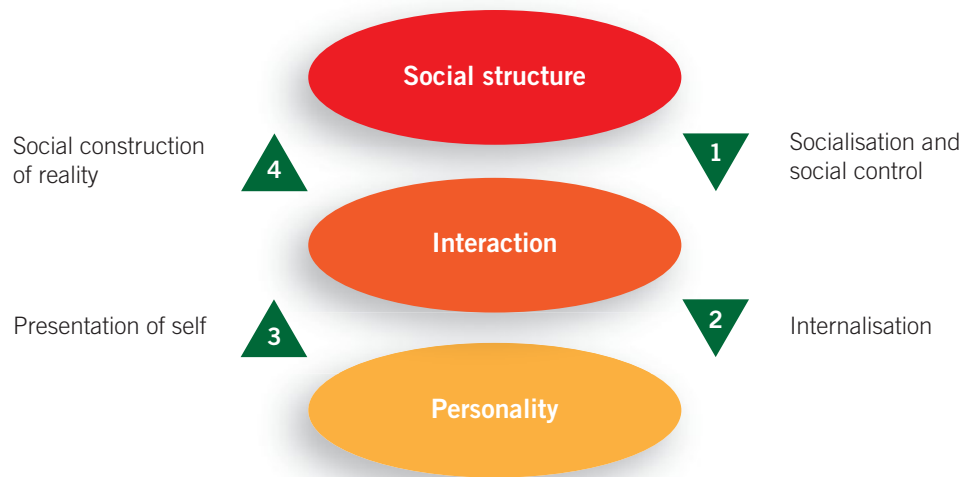 Social structure
Social construction
of reality
4
1
Socialisation and
social control
Interaction
Presentation of self
3
2
Internalisation
Personality